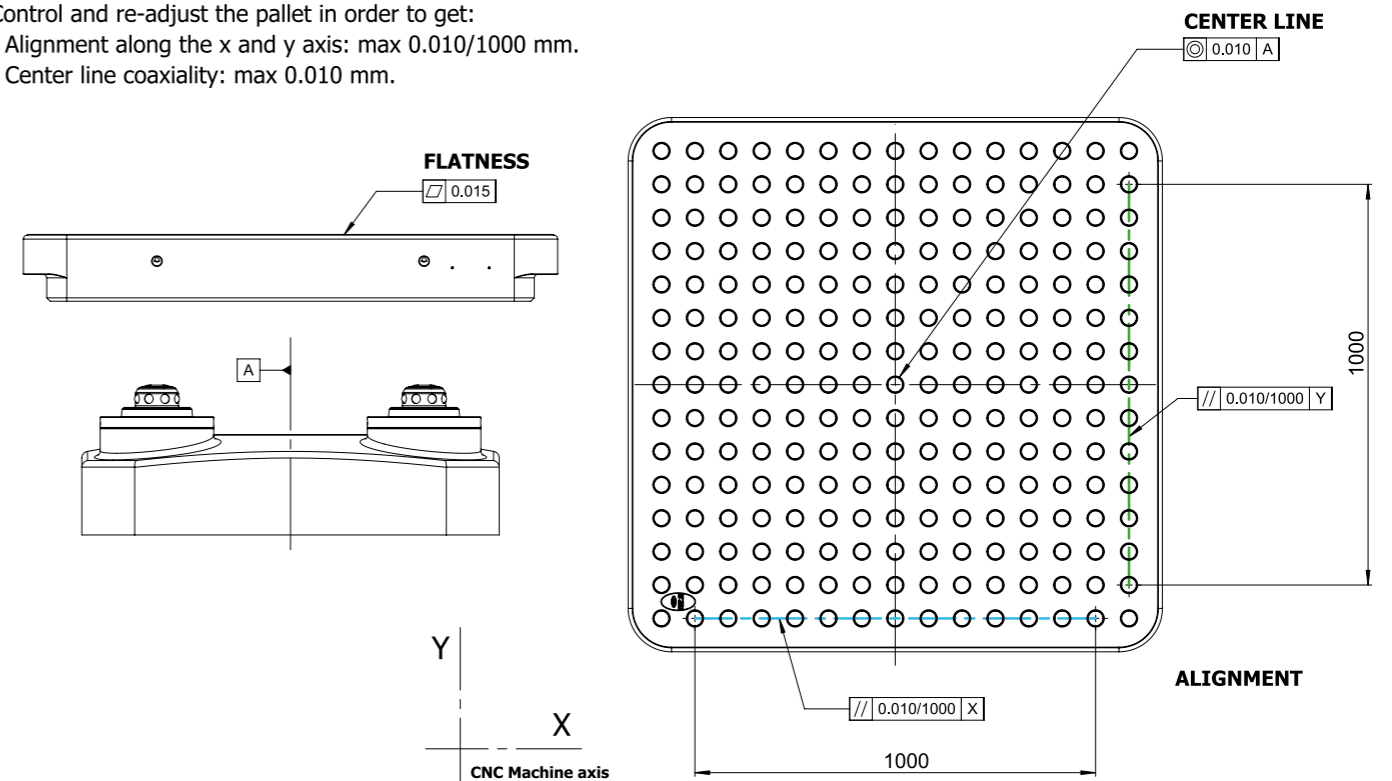 Control and re-adjust the pallet in order to get:
Alignment along the x and y axis: max 0.010/1000 mm.
Center line coaxiality: max 0.010 mm.
CENTER LINE
◎ 0.010 A
FLATNESS
⏥ 0.015
A
1000
// 0.010/1000 Y
Y
X
CNC Machine axis
ALIGNMENT
// 0.010/1000 X
1000